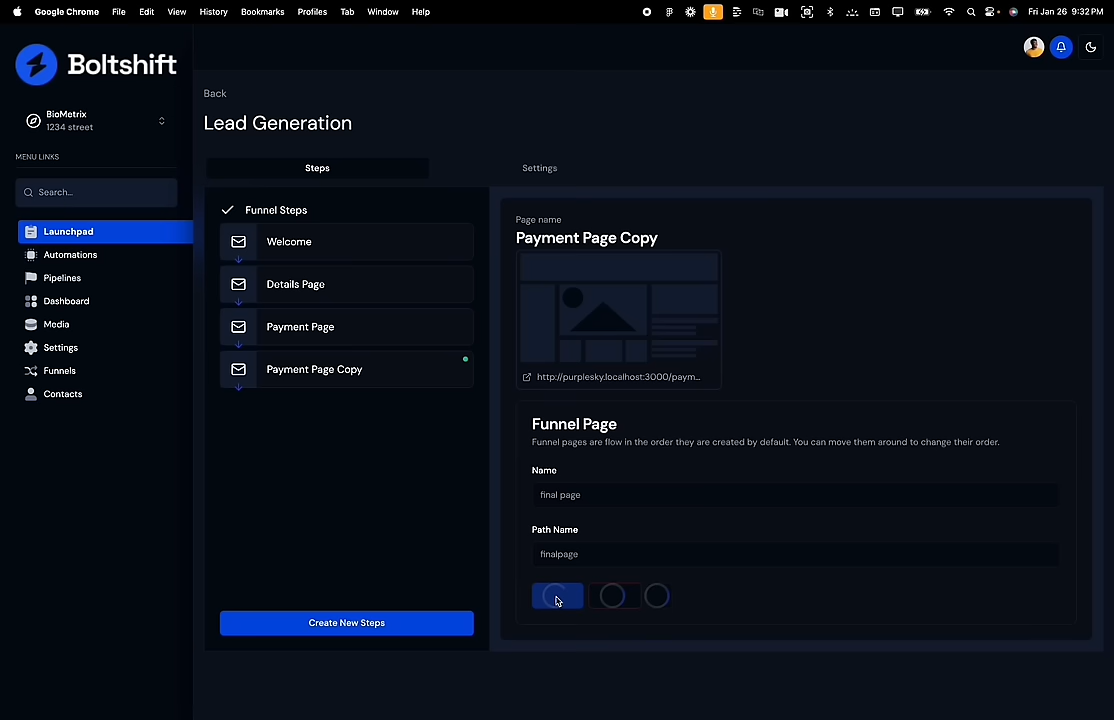 Google Chrome File Edit View History Bookmarks Profiles Tab Window Help Fri Jan 26 9:32 PM
Boltshift
BioMetrix
1234 street
MENU LINKS
Search...
Launchpad
Automations
Pipelines
Dashboard
Media
Settings
Funnels
Contacts
Back
Lead Generation
Steps
Settings
Funnel Steps
Welcome
Details Page
Payment Page
Payment Page Copy
Create New Steps
Page name
Payment Page Copy
http://purplesky.localhost:3000/paym...
Funnel Page
Funnel pages are flow in the order they are created by default. You can move them around to change their order.
Name
final page
Path Name
finalpage